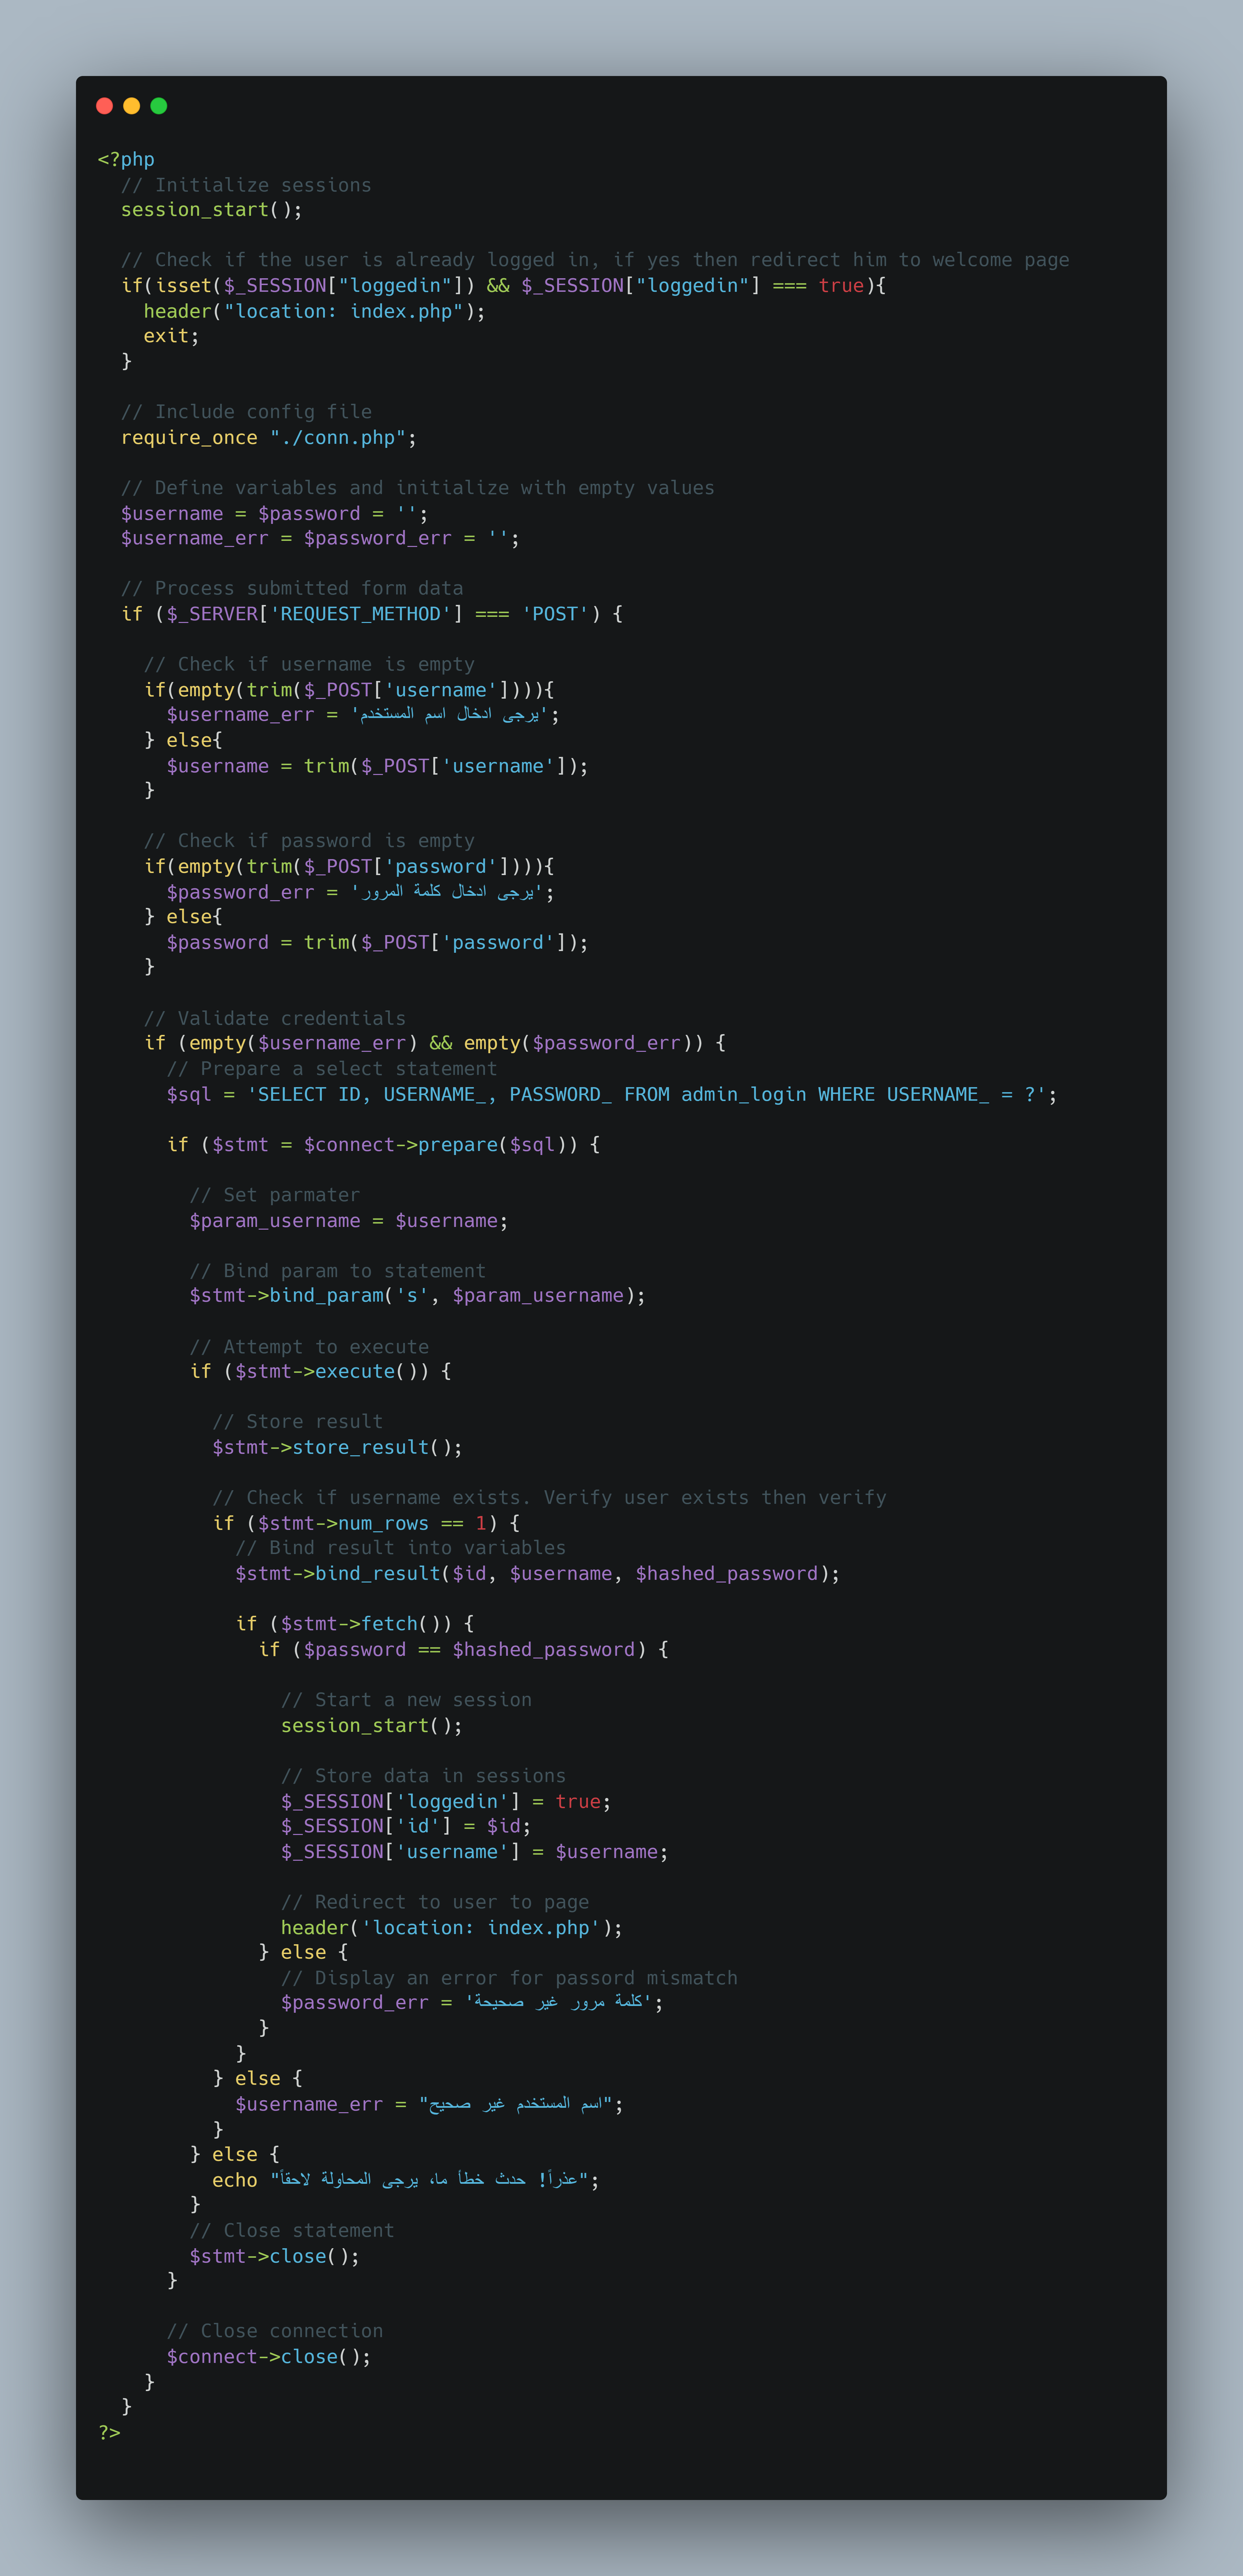 <?php
  // Initialize sessions
  session_start();

  // Check if the user is already logged in, if yes then redirect him to welcome page
  if(isset($_SESSION["loggedin"]) && $_SESSION["loggedin"] === true){
    header("location: index.php");
    exit;
  }

  // Include config file
  require_once "./conn.php";

  // Define variables and initialize with empty values
  $username = $password = '';
  $username_err = $password_err = '';

  // Process submitted form data
  if ($_SERVER['REQUEST_METHOD'] === 'POST') {

    // Check if username is empty
    if(empty(trim($_POST['username']))){
      $username_err = 'يرجى ادخال اسم المستخدم';
    } else{
      $username = trim($_POST['username']);
    }

    // Check if password is empty
    if(empty(trim($_POST['password']))){
      $password_err = 'يرجى ادخال كلمة المرور';
    } else{
      $password = trim($_POST['password']);
    }

    // Validate credentials
    if (empty($username_err) && empty($password_err)) {
      // Prepare a select statement
      $sql = 'SELECT ID, USERNAME_, PASSWORD_ FROM admin_login WHERE USERNAME_ = ?';

      if ($stmt = $connect->prepare($sql)) {

        // Set parmater
        $param_username = $username;

        // Bind param to statement
        $stmt->bind_param('s', $param_username);

        // Attempt to execute
        if ($stmt->execute()) {

          // Store result
          $stmt->store_result();

          // Check if username exists. Verify user exists then verify
          if ($stmt->num_rows == 1) {
            // Bind result into variables
            $stmt->bind_result($id, $username, $hashed_password);

            if ($stmt->fetch()) {
              if ($password == $hashed_password) {

                // Start a new session
                session_start();

                // Store data in sessions
                $_SESSION['loggedin'] = true;
                $_SESSION['id'] = $id;
                $_SESSION['username'] = $username;

                // Redirect to user to page
                header('location: index.php');
              } else {
                // Display an error for passord mismatch
                $password_err = 'كلمة مرور غير صحيحة';
              }
            }
          } else {
            $username_err = "اسم المستخدم غير صحيح";
          }
        } else {
          echo "عذراً! حدث خطأ ما، يرجى المحاولة لاحقاً";
        }
        // Close statement
        $stmt->close();
      }

      // Close connection
      $connect->close();
    }
  }
?>